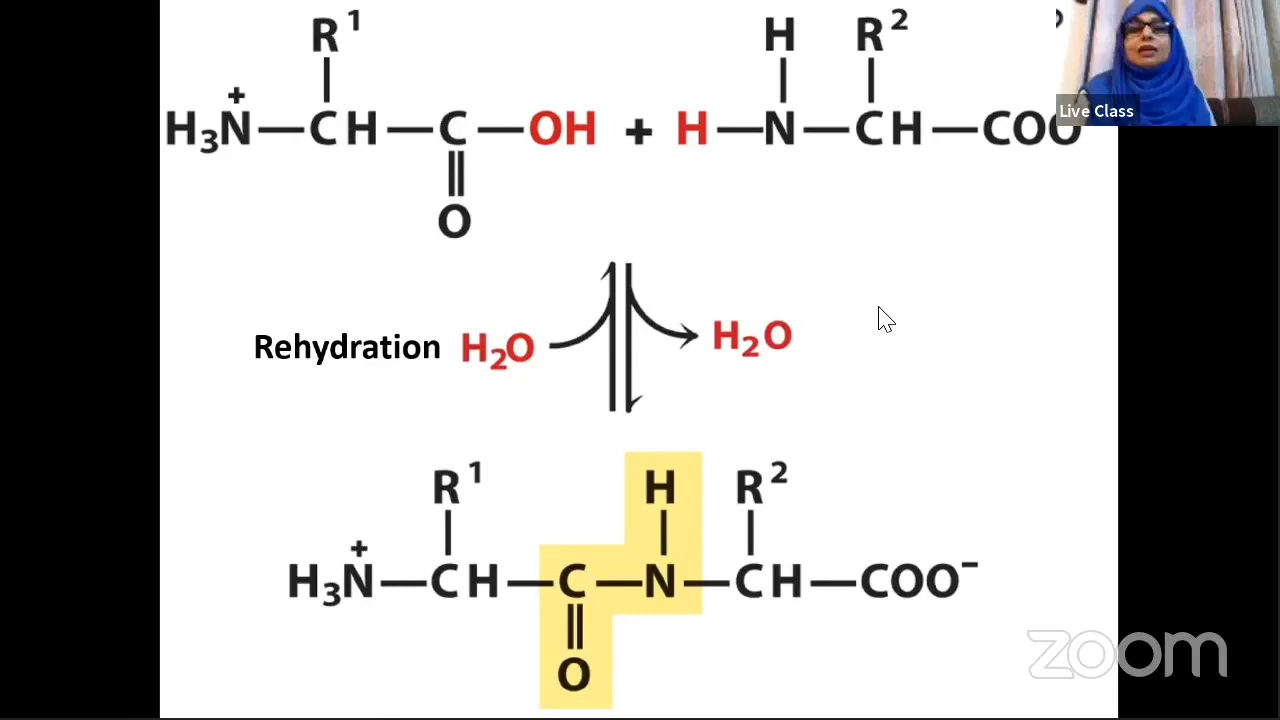 R¹ H R²
Live Class
H₃N⁺—CH—C—OH + H—N—CH—COO
O
Rehydration H₂O H₂O
R¹ H R²
H₃N⁺—CH—C—N—CH—COO⁻
O
zoom